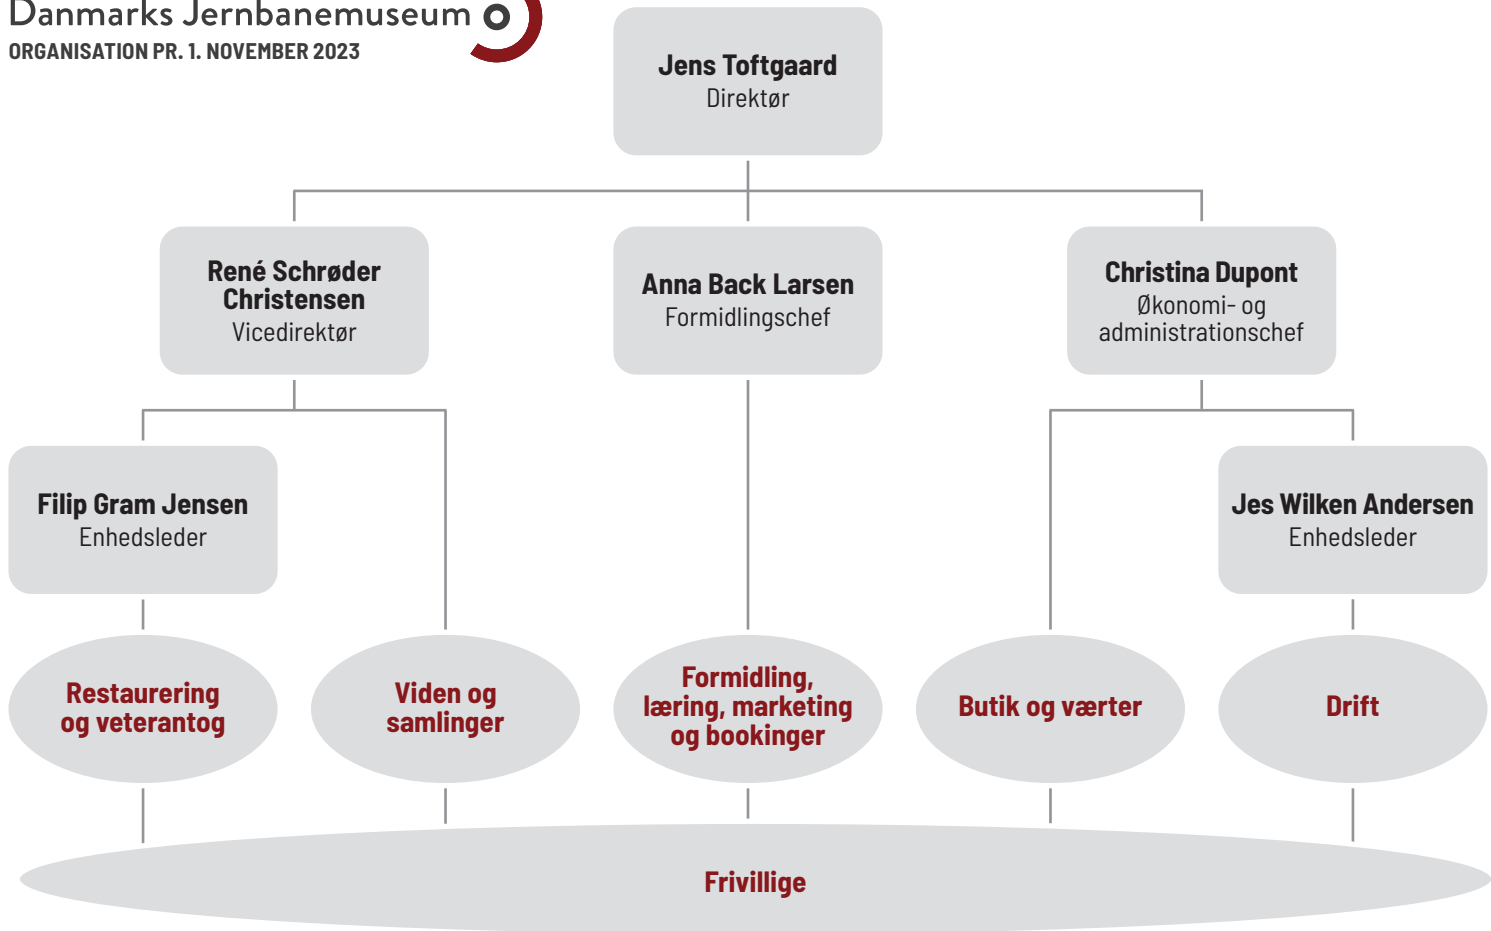 Danmarks Jernbanemuseum
ORGANISATION PR. 1. NOVEMBER 2023
Jens Toftgaard
Direktør
René Schrøder
Christensen
Vicedirektør
Anna Back Larsen
Formidlingschef
Christina Dupont
Økonomi- og
administrationschef
Filip Gram Jensen
Enhedsleder
Jes Wilken Andersen
Enhedsleder
Restaurering
og veterantog
Viden og
samlinger
Formidling,
læring, marketing
og bookinger
Butik og værter
Drift
Frivillige